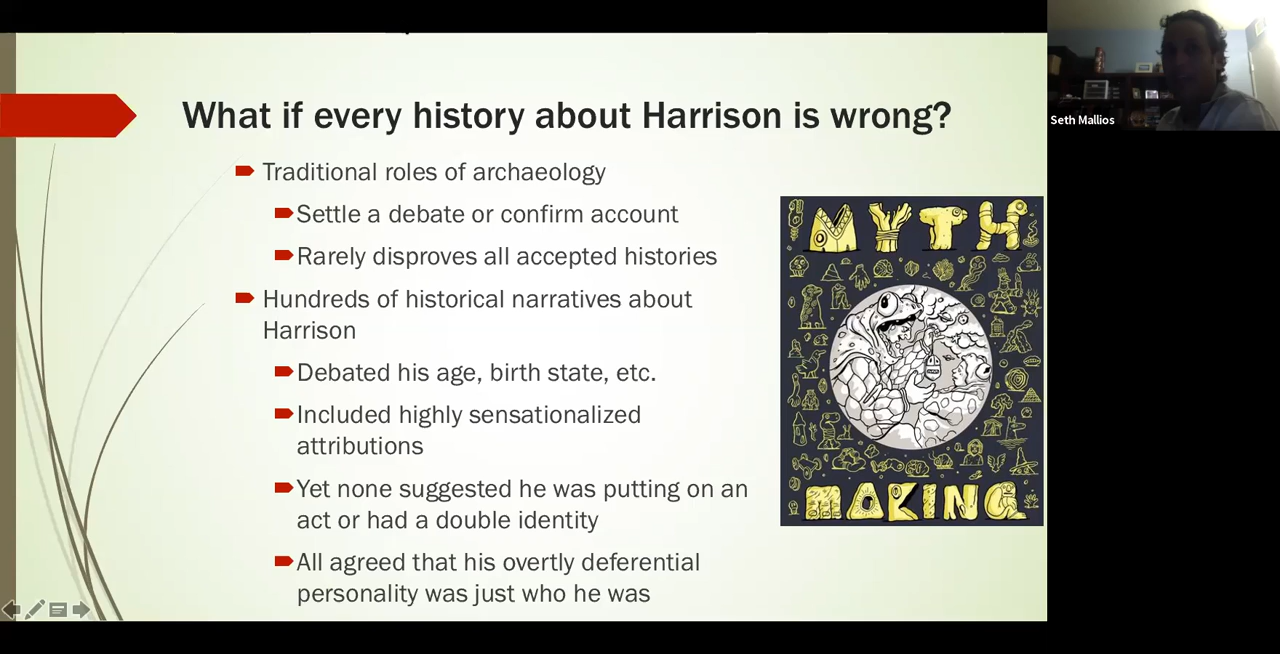 What if every history about Harrison is wrong?
Traditional roles of archaeology
Settle a debate or confirm account
Rarely disproves all accepted histories
Hundreds of historical narratives about
Harrison
Debated his age, birth state, etc.
Included highly sensationalized
attributions
Yet none suggested he was putting on an
act or had a double identity
All agreed that his overtly deferential
personality was just who he was
MYTH
MAKING
Seth Mallios